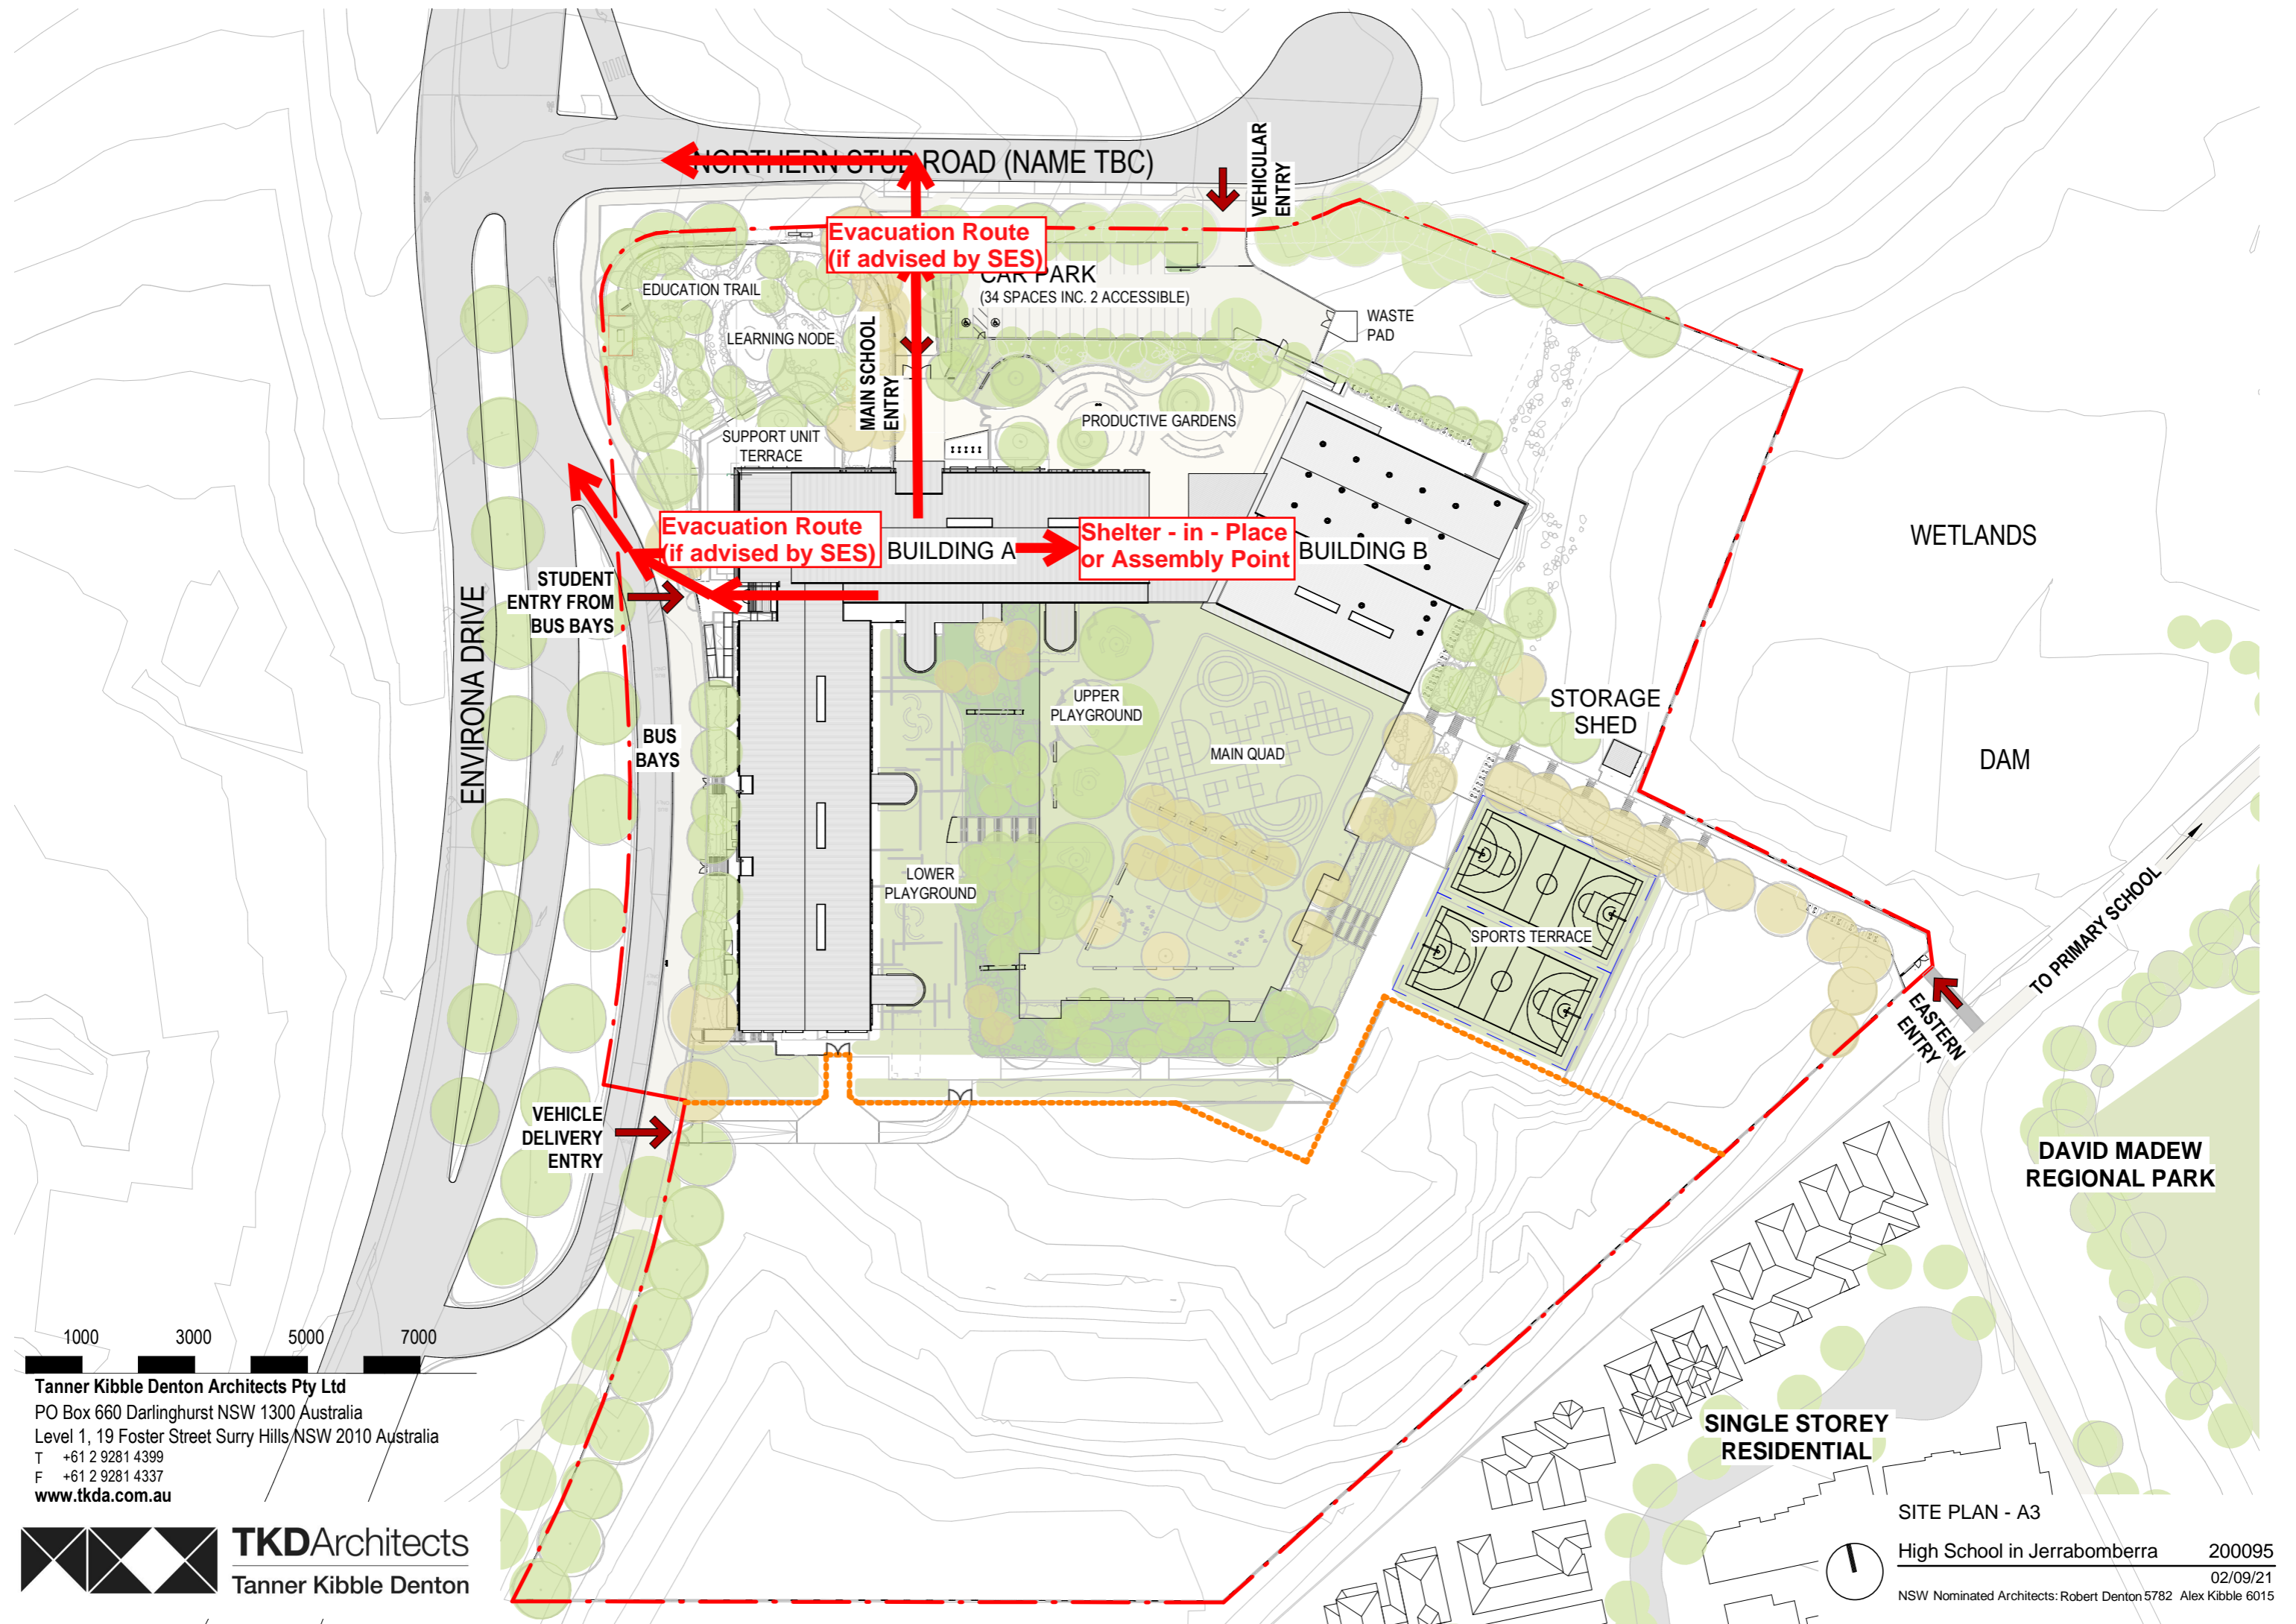 NORTHERN STUB ROAD (NAME TBC)
VEHICULAR
ENTRY
Evacuation Route
(if advised by SES)
CAR PARK
(34 SPACES INC. 2 ACCESSIBLE)
EDUCATION TRAIL
LEARNING NODE
MAIN SCHOOL
ENTRY
WASTE
PAD
PRODUCTIVE GARDENS
SUPPORT UNIT
TERRACE
Evacuation Route
(if advised by SES)
BUILDING A
Shelter - in - Place
or Assembly Point
BUILDING B
WETLANDS
STUDENT
ENTRY FROM
BUS BAYS
ENVIRONA DRIVE
BUS
BAYS
UPPER
PLAYGROUND
MAIN QUAD
STORAGE
SHED
DAM
LOWER
PLAYGROUND
SPORTS TERRACE
TO PRIMARY SCHOOL
EASTERN
ENTRY
VEHICLE
DELIVERY
ENTRY
DAVID MADEW
REGIONAL PARK
SINGLE STOREY
RESIDENTIAL
1000 3000 5000 7000
Tanner Kibble Denton Architects Pty Ltd
PO Box 660 Darlinghurst NSW 1300 Australia
Level 1, 19 Foster Street Surry Hills NSW 2010 Australia
T +61 2 9281 4399
F +61 2 9281 4337
www.tkda.com.au
TKDArchitects
Tanner Kibble Denton
SITE PLAN - A3
High School in Jerrabomberra 200095
02/09/21
NSW Nominated Architects: Robert Denton 5782 Alex Kibble 6015